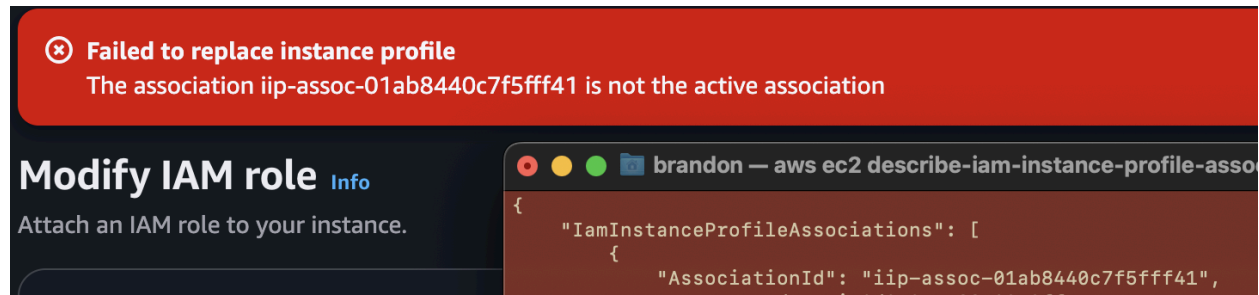 Failed to replace instance profile
The association iip-assoc-01ab8440c7f5fff41 is not the active association
Modify IAM role Info
Attach an IAM role to your instance.
brandon — aws ec2 describe-iam-instance-profile-asso
{
"IamInstanceProfileAssociations": [
{
"AssociationId": "iip-assoc-01ab8440c7f5fff41",